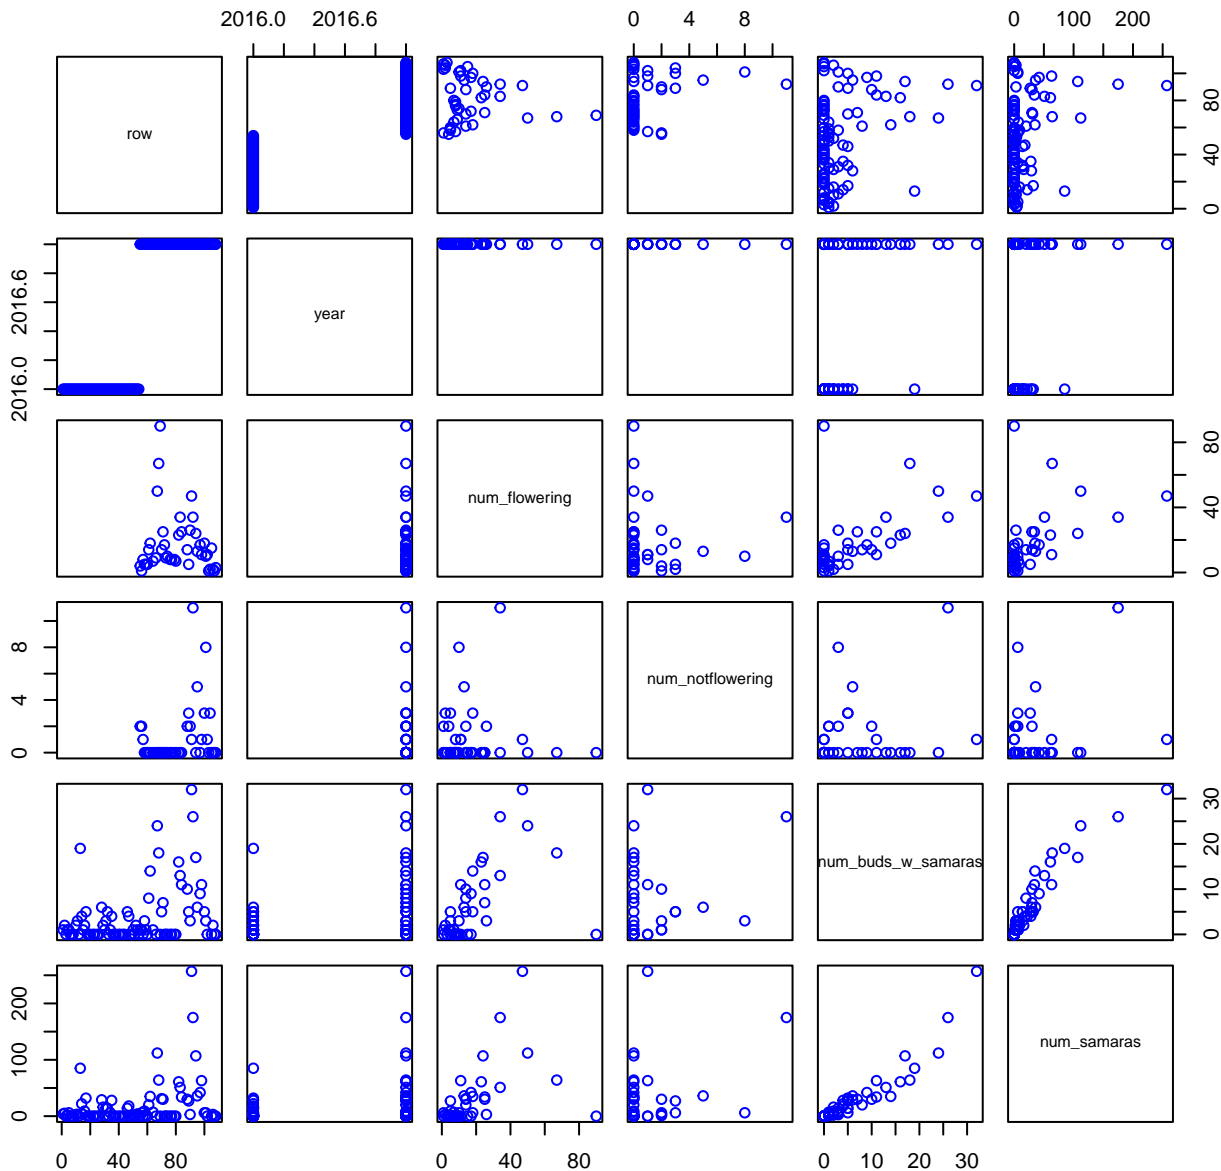 2016.0 2016.6 0 4 8 0 100 200
row
0 40 80
2016.0 2016.6
year
num_flowering
0 40 80
0 4 8
num_notflowering
num_buds_w_samaras
0 10 20 30
0 100 200
num_samaras
0 40 80 0 40 80 0 10 20 30